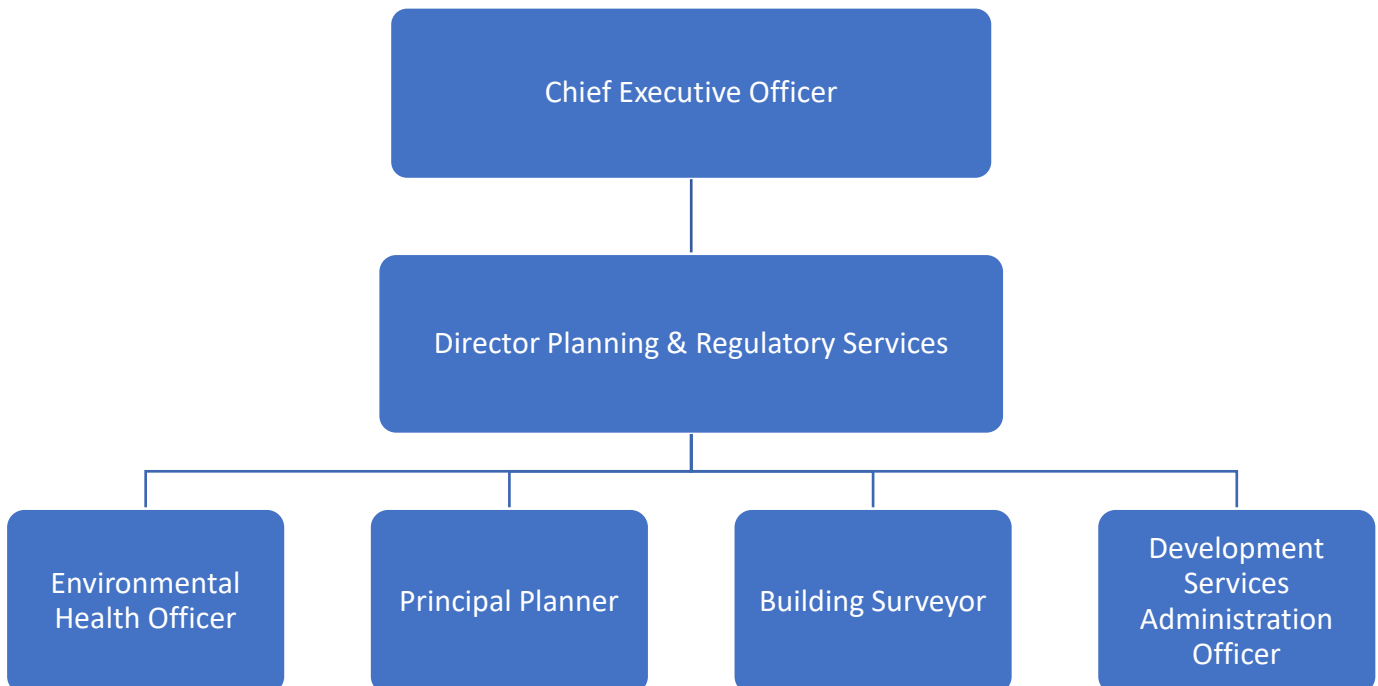 Chief Executive Officer
Director Planning & Regulatory Services
Environmental
Health Officer
Principal Planner
Building Surveyor
Development
Services
Administration
Officer